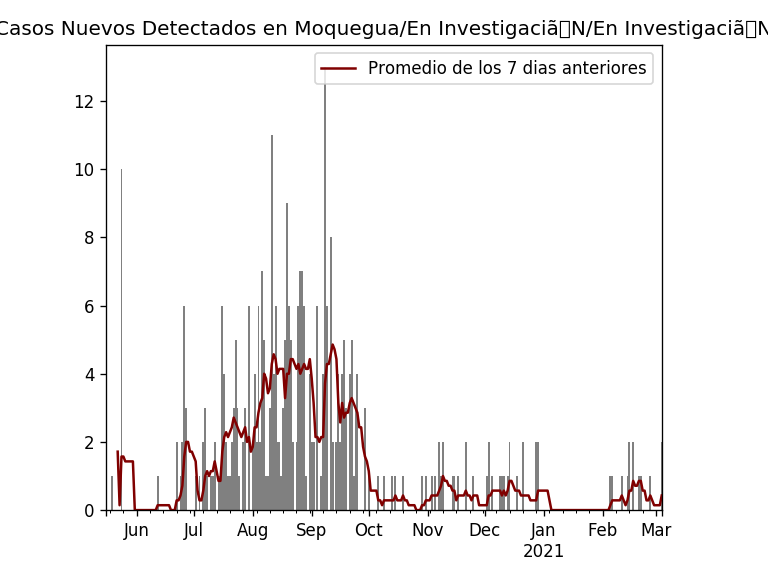 Casos Nuevos Detectados en Moquegua/En Investigaciã�N/En Investigaciã�N
Promedio de los 7 dias anteriores
12
10
8
6
4
2
0
Jun Jul Aug Sep Oct Nov Dec Jan Feb Mar
2021